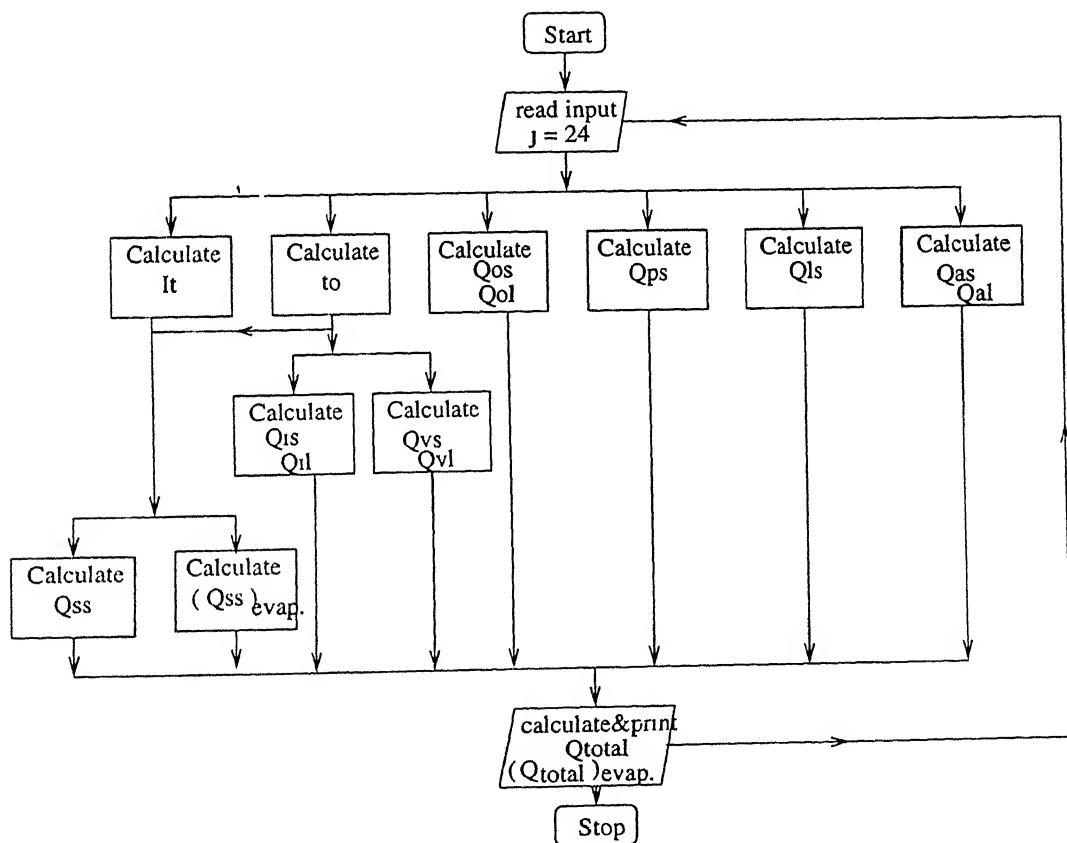 Start
read input
J = 24
Calculate
It
Calculate
to
Calculate
Qos
Qol
Calculate
Qps
Calculate
Qls
Calculate
Qas
Qal
Calculate
Qis
Qil
Calculate
Qvs
Qvl
Calculate
Qss
Calculate
(Qss)evap.
calculate&print
Qtotal
(Qtotal)evap.
Stop